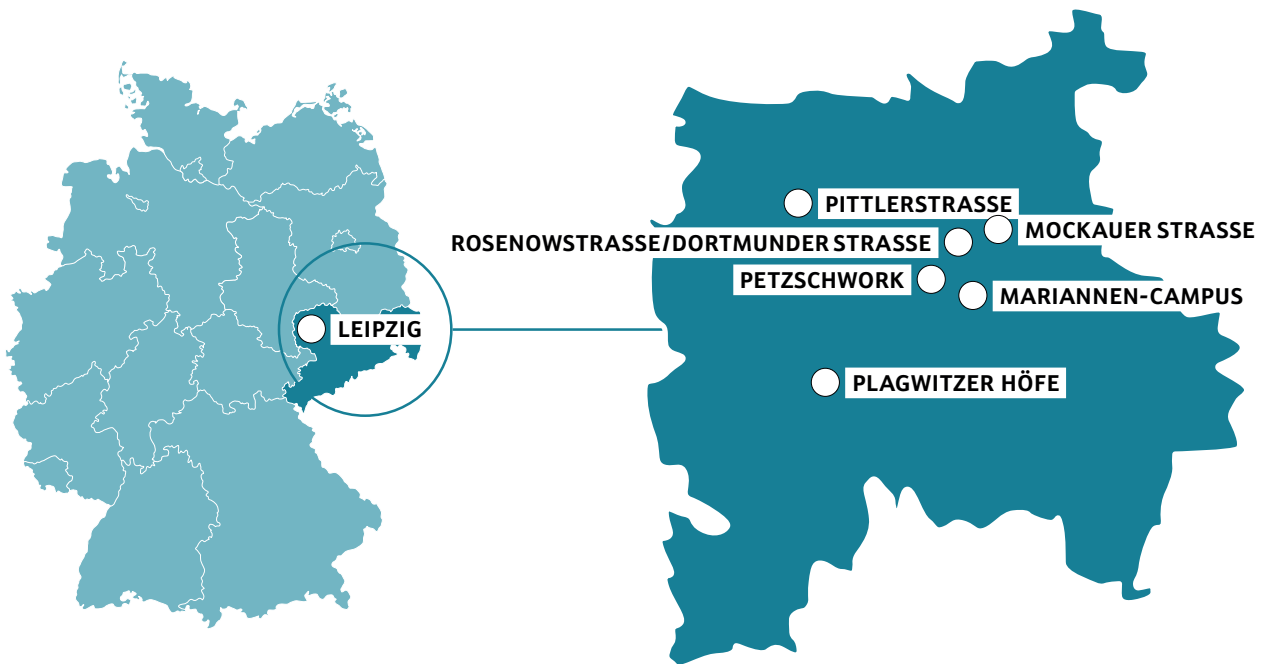 PITTLERSTRASSE
MOCKAUER STRASSE
ROSENOWSTRASSE/DORTMUNDER STRASSE
PETZSCHWORK
MARIANNEN-CAMPUS
LEIPZIG
PLAGWITZER HÖFE